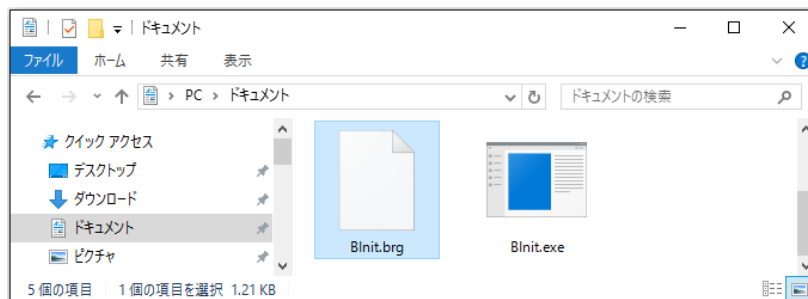 ドキュメント
ファイル ホーム 共有 表示
PC ドキュメント ドキュメントの検索
クイック アクセス
デスクトップ
ダウンロード
ドキュメント
ピクチャ
BInit.brg BInit.exe
5 個の項目 1 個の項目を選択 1.21 KB